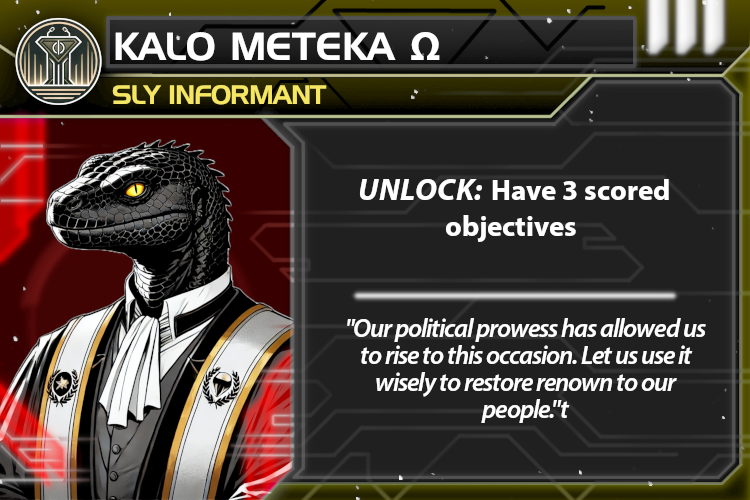 KALO METEKA Ω
SLY INFORMANT
UNLOCK: Have 3 scored
objectives
"Our political prowess has allowed us
to rise to this occasion. Let us use it
wisely to restore renown to our
people."t